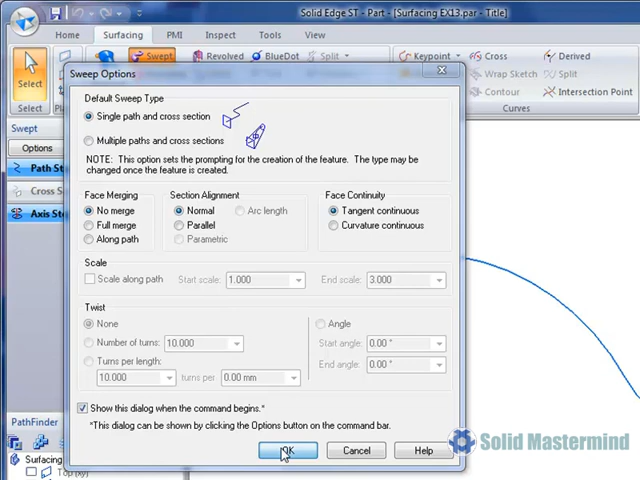 Solid Edge ST - Part - [Surfacing EX13.par - Title]
Home
Surfacing
PMI
Inspect
Tools
View
Select
Select
Swept
Revolved
BlueDot
Split
Keypoint
Cross
Derived
Wrap Sketch
Split
Contour
Intersection Point
Curves
Swept
Options
Path St
Cross Se
Axis Ste
Sweep Options
Default Sweep Type
Single path and cross section
Multiple paths and cross sections
NOTE: This option sets the prompting for the creation of the feature. The type may be
changed once the feature is created.
Face Merging
No merge
Full merge
Along path
Section Alignment
Normal
Arc length
Parallel
Parametric
Face Continuity
Tangent continuous
Curvature continuous
Scale
Scale along path
Start scale:
1.000
End scale:
3.000
Twist
None
Number of turns:
10.000
Turns per length:
10.000
turns per
0.00 mm
Angle
Start angle:
0.00 °
End angle:
0.00 °
Show this dialog when the command begins.*
*This dialog can be shown by clicking the Options button on the command bar.
OK
Cancel
Help
PathFinder
Surfacing
Top (xy)
Solid Mastermind